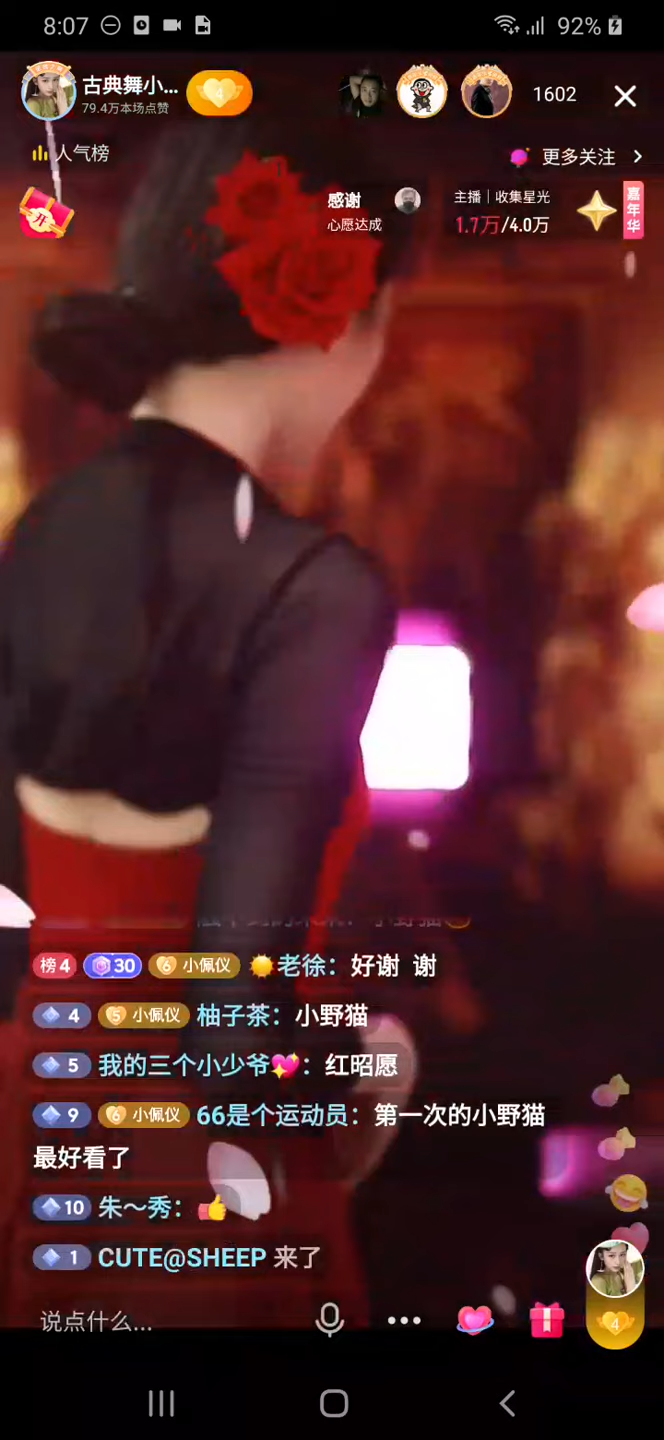 8:07
92%
古典舞小...
79.4万本场点赞
4
1602
人气榜
更多关注
开
感谢
心愿达成
主播｜收集星光
1.7万/4.0万
嘉年华
榜4 30 6 小佩仪 老徐：好谢 谢
4 5 小佩仪 柚子茶：小野猫
5 我的三个小少爷💖：红昭愿
9 6 小佩仪 66是个运动员：第一次的小野猫
最好看了
10 朱～秀：👍
1 CUTE@SHEEP 来了
说点什么...
4